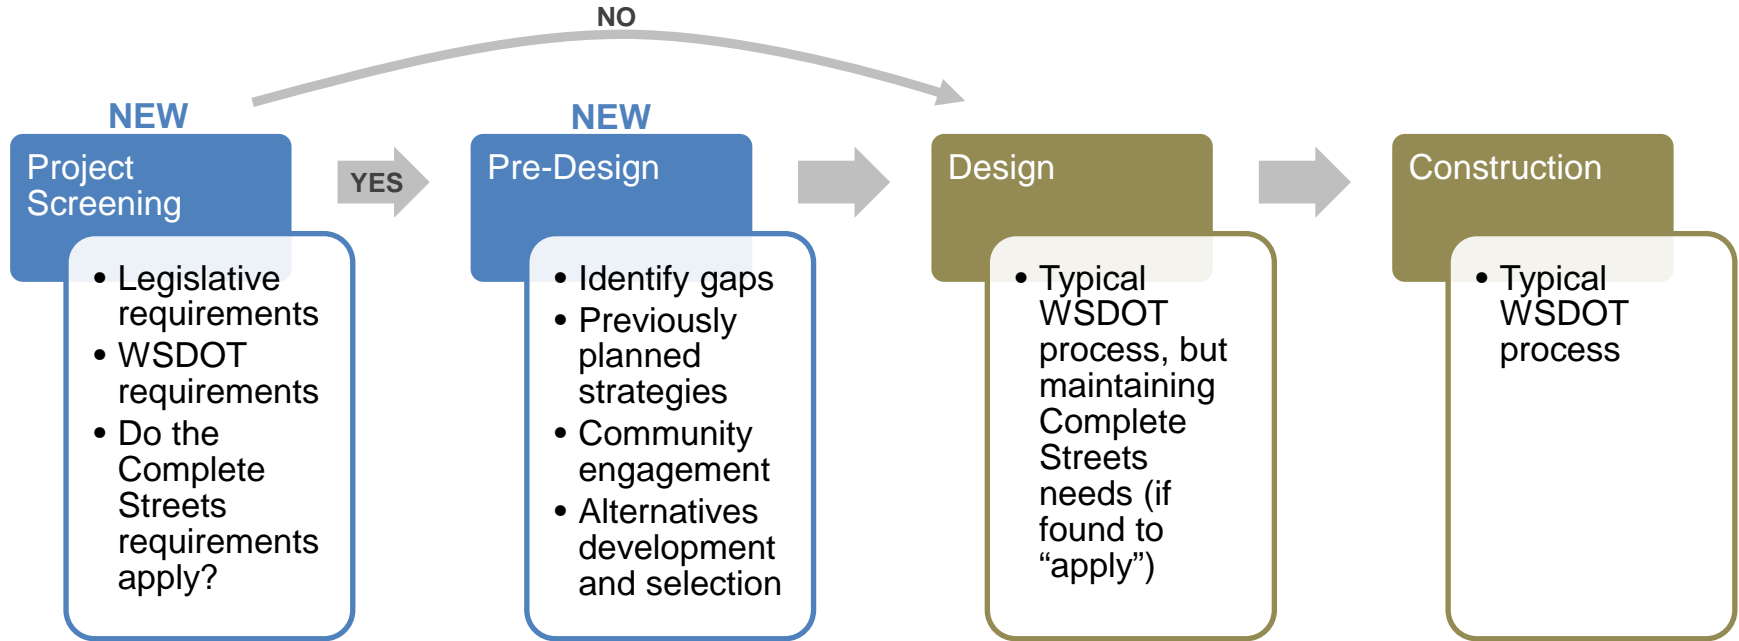 NO
NEW
Project
Screening
• Legislative
requirements
• WSDOT
requirements
• Do the
Complete
Streets
requirements
apply?
YES
NEW
Pre-Design
• Identify gaps
• Previously
planned
strategies
• Community
engagement
• Alternatives
development
and selection
Design
• Typical
WSDOT
process, but
maintaining
Complete
Streets
needs (if
found to
“apply”)
Construction
• Typical
WSDOT
process